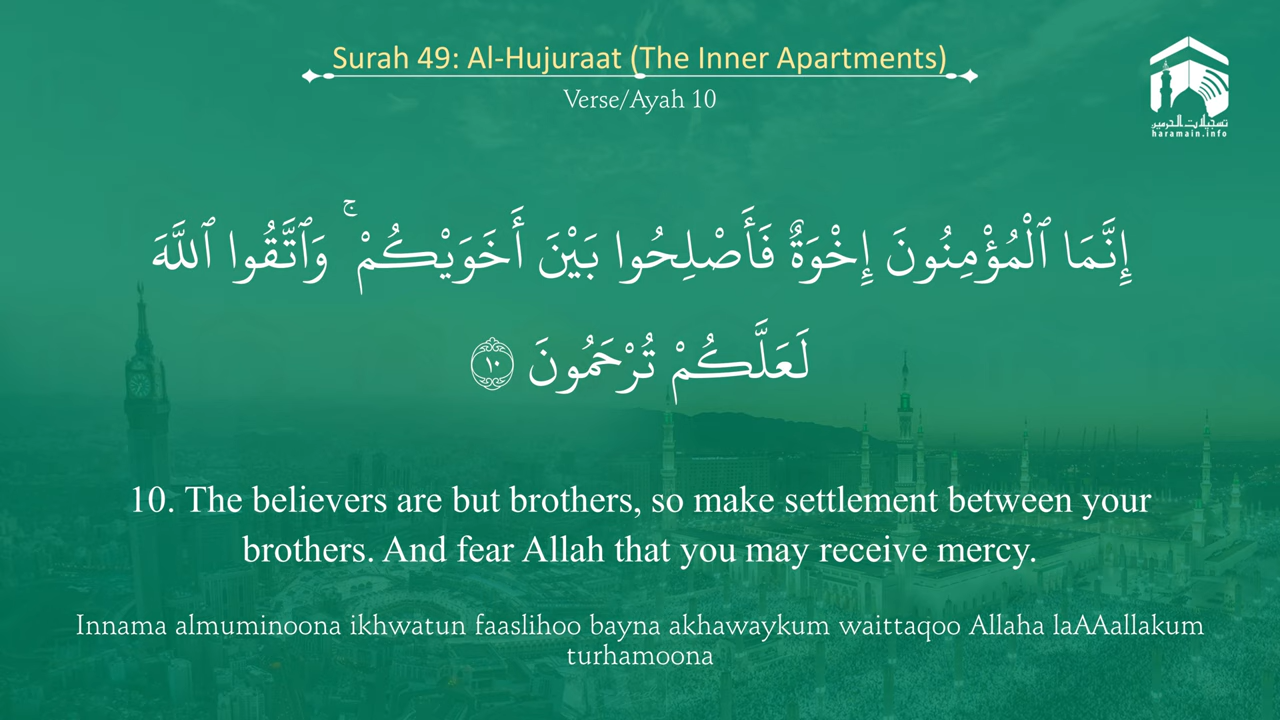 Surah 49: Al-Hujuraat (The Inner Apartments)
Verse/Ayah 10
تسجيلات الحرمين
haramain.info
إِنَّمَا ٱلْمُؤْمِنُونَ إِخْوَةٌ فَأَصْلِحُوا بَيْنَ أَخَوَيْكُمْ ۚ وَٱتَّقُوا ٱللَّهَ
لَعَلَّكُمْ تُرْحَمُونَ ١٠
10. The believers are but brothers, so make settlement between your
brothers. And fear Allah that you may receive mercy.
Innama almuminoona ikhwatun faaslihoo bayna akhawaykum waittaqoo Allaha laAAallakum
turhamoona